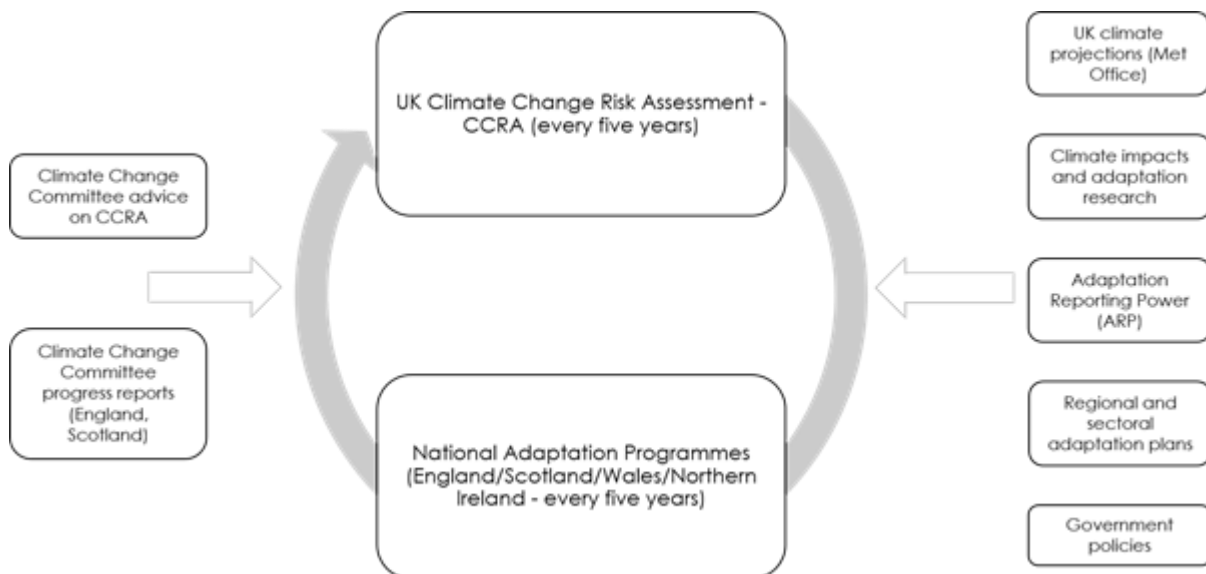 Climate Change
Committee advice
on CCRA
Climate Change
Committee
progress reports
(England,
Scotland)
UK Climate Change Risk Assessment -
CCRA (every five years)
National Adaptation Programmes
(England/Scotland/Wales/Northern
Ireland - every five years)
UK climate
projections (Met
Office)
Climate impacts
and adaptation
research
Adaptation
Reporting Power
(ARP)
Regional and
sectoral
adaptation plans
Government
policies